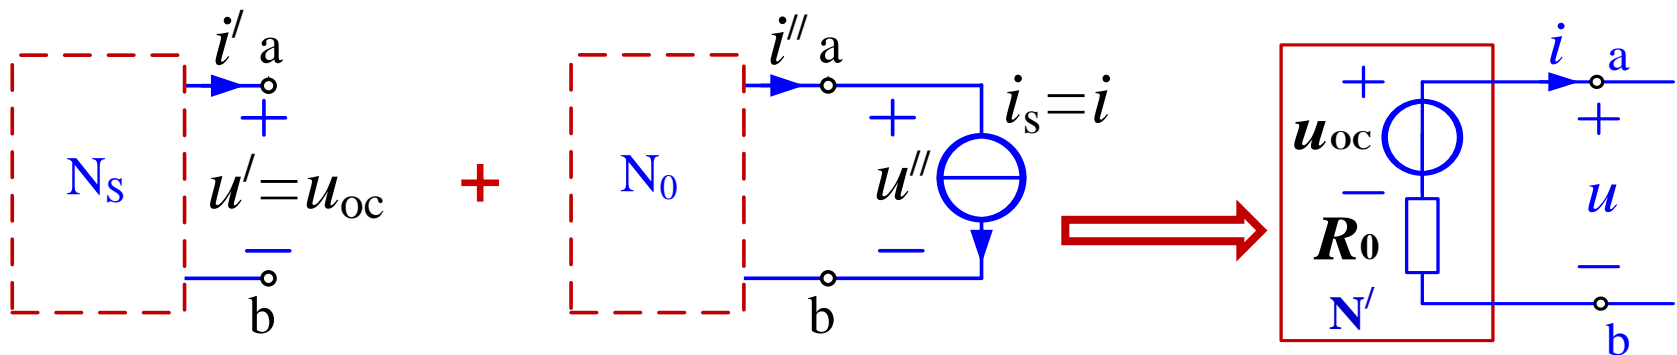 i′ a
+
N_S
u′=u_oc
−
b
+
i″ a
i_s=i
+
N_0
u″
−
b
i a
+
u_oc
−
R_0
N′
+
u
−
b